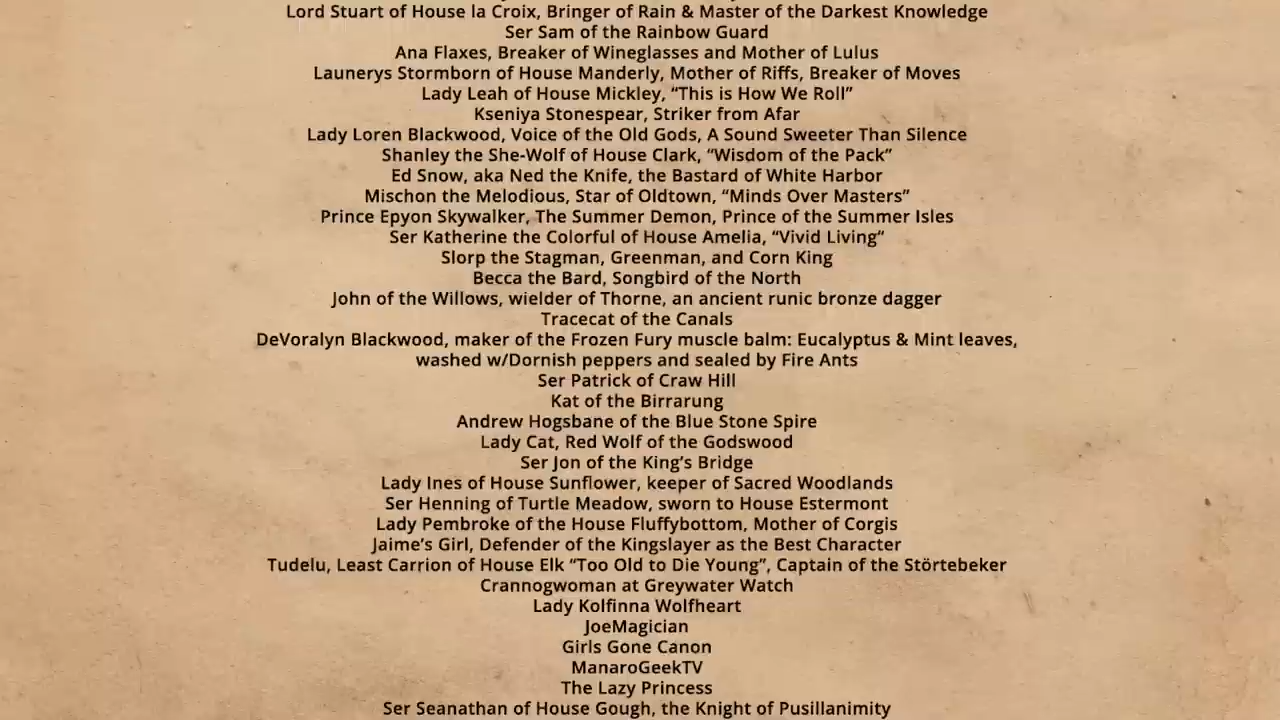 Lord Stuart of House la Croix, Bringer of Rain & Master of the Darkest Knowledge
Ser Sam of the Rainbow Guard
Ana Flaxes, Breaker of Wineglasses and Mother of Lulus
Launerys Stormborn of House Manderly, Mother of Riffs, Breaker of Moves
Lady Leah of House Mickley, “This is How We Roll”
Kseniya Stonespear, Striker from Afar
Lady Loren Blackwood, Voice of the Old Gods, A Sound Sweeter Than Silence
Shanley the She-Wolf of House Clark, “Wisdom of the Pack”
Ed Snow, aka Ned the Knife, the Bastard of White Harbor
Mischon the Melodious, Star of Oldtown, “Minds Over Masters”
Prince Epyon Skywalker, The Summer Demon, Prince of the Summer Isles
Ser Katherine the Colorful of House Amelia, “Vivid Living“
Slorp the Stagman, Greenman, and Corn King
Becca the Bard, Songbird of the North
John of the Willows, wielder of Thorne, an ancient runic bronze dagger
Tracecat of the Canals
DeVoralyn Blackwood, maker of the Frozen Fury muscle balm: Eucalyptus & Mint leaves,
washed w/Dornish peppers and sealed by Fire Ants
Ser Patrick of Craw Hill
Kat of the Birrarung
Andrew Hogsbane of the Blue Stone Spire
Lady Cat, Red Wolf of the Godswood
Ser Jon of the King’s Bridge
Lady Ines of House Sunflower, keeper of Sacred Woodlands
Ser Henning of Turtle Meadow, sworn to House Estermont
Lady Pembroke of the House Fluffybottom, Mother of Corgis
Jaime’s Girl, Defender of the Kingslayer as the Best Character
Tudelu, Least Carrion of House Elk “Too Old to Die Young”, Captain of the Störtebeker
Crannogwoman at Greywater Watch
Lady Kolfinna Wolfheart
JoeMagician
Girls Gone Canon
ManaroGeekTV
The Lazy Princess
Ser Seanathan of House Gough, the Knight of Pusillanimity